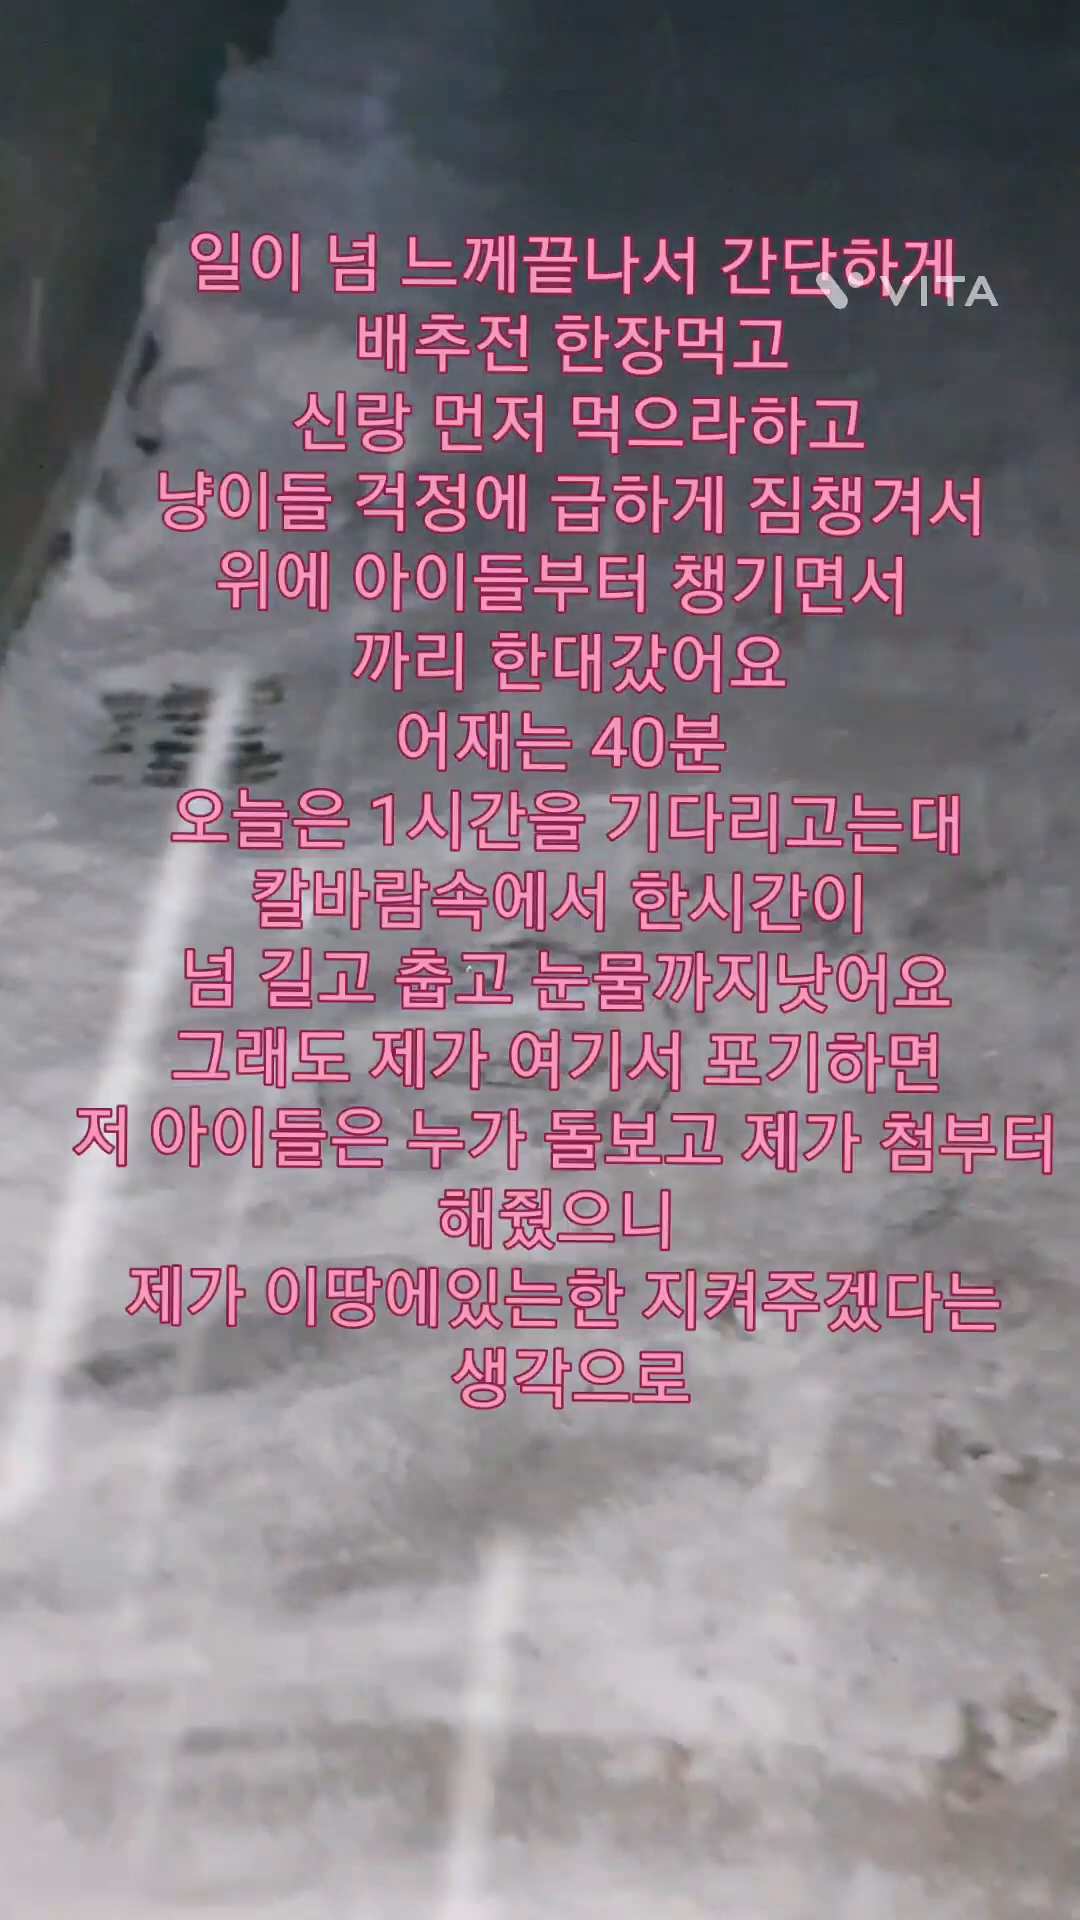 일이 넘 느께끝나서 간단하게
VITA
배추전 한장먹고
신랑 먼저 먹으라하고
냥이들 걱정에 급하게 짐챙겨서
위에 아이들부터 챙기면서
까리 한대갔어요
어재는 40분
오늘은 1시간을 기다리고는대
칼바람속에서 한시간이
넘 길고 춥고 눈물까지낫어요
그래도 제가 여기서 포기하면
저 아이들은 누가 돌보고 제가 첨부터
해줬으니
제가 이땅에있는한 지켜주겠다는
생각으로